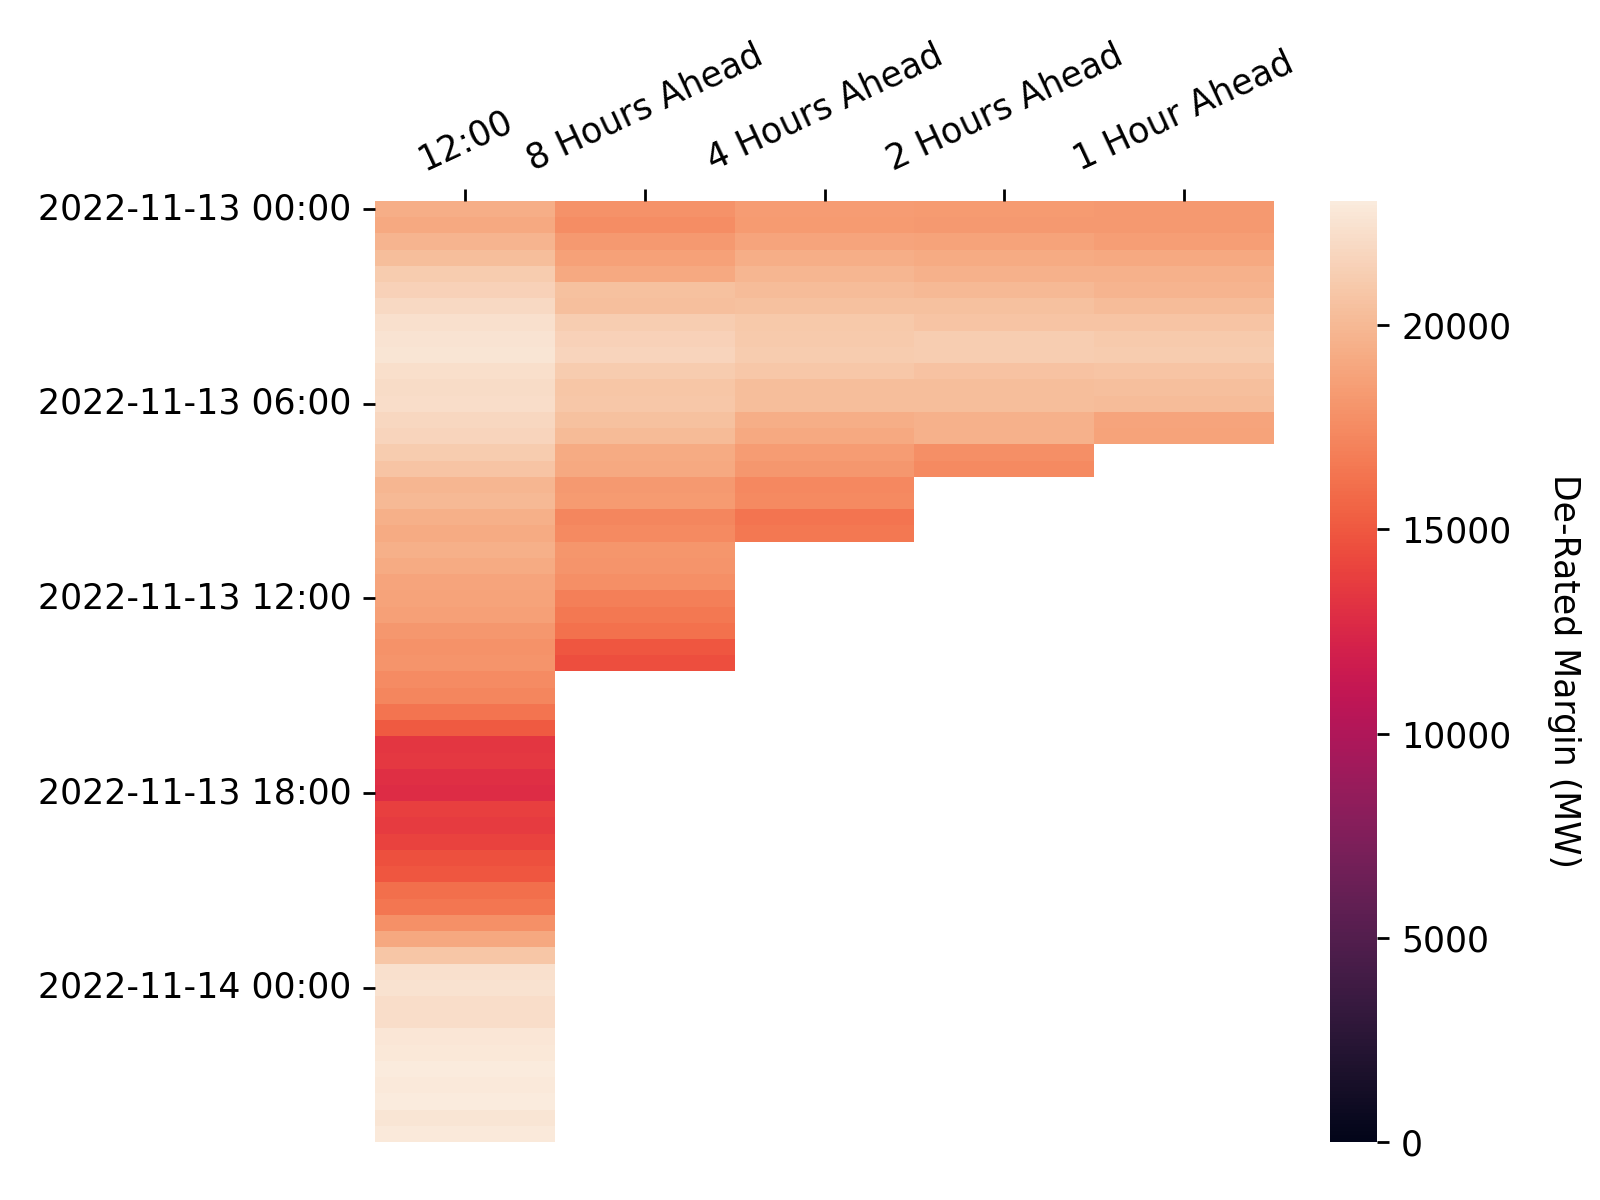 12:00
8 Hours Ahead
4 Hours Ahead
2 Hours Ahead
1 Hour Ahead
2022-11-13 00:00
2022-11-13 06:00
2022-11-13 12:00
2022-11-13 18:00
2022-11-14 00:00
20000
15000
10000
5000
0
De-Rated Margin (MW)